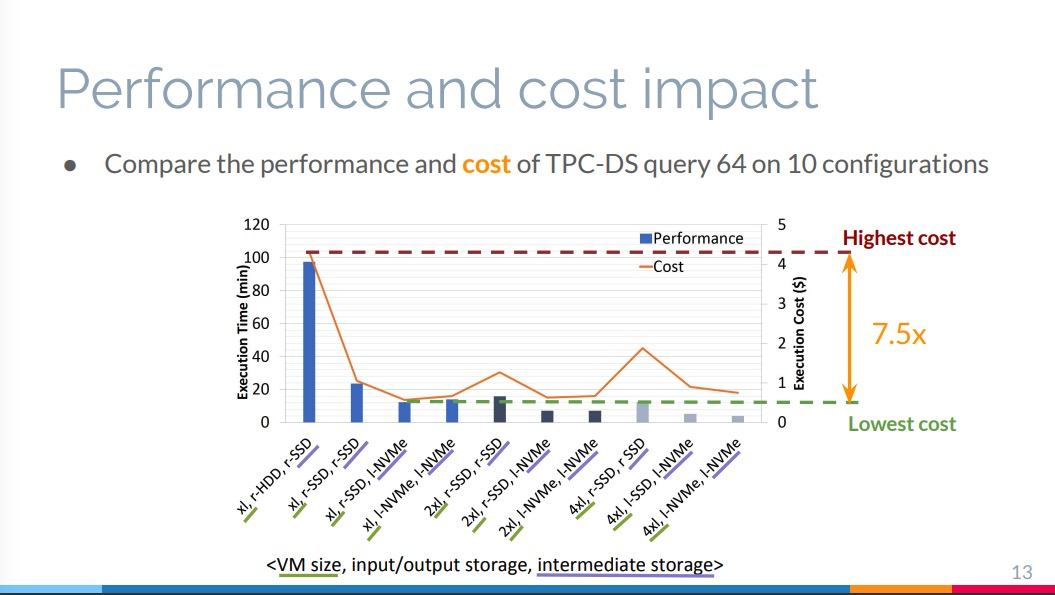 Performance and cost impact
● Compare the performance and cost of TPC-DS query 64 on 10 configurations
Execution Time (min)
120
100
80
60
40
20
0
Performance
Cost
5
4
3
2
1
0
Execution Cost ($)
Highest cost
7.5x
Lowest cost
xl, r-HDD, r-SSD
xl, r-SSD, r-SSD
xl, r-SSD, l-NVMe
xl, l-NVMe, l-NVMe
2xl, r-SSD, r-SSD
2xl, r-SSD, l-NVMe
2xl, l-NVMe, l-NVMe
4xl, r-SSD, r SSD
4xl, l-SSD, l-NVMe
4xl, l-NVMe, l-NVMe
<VM size, input/output storage, intermediate storage>
13